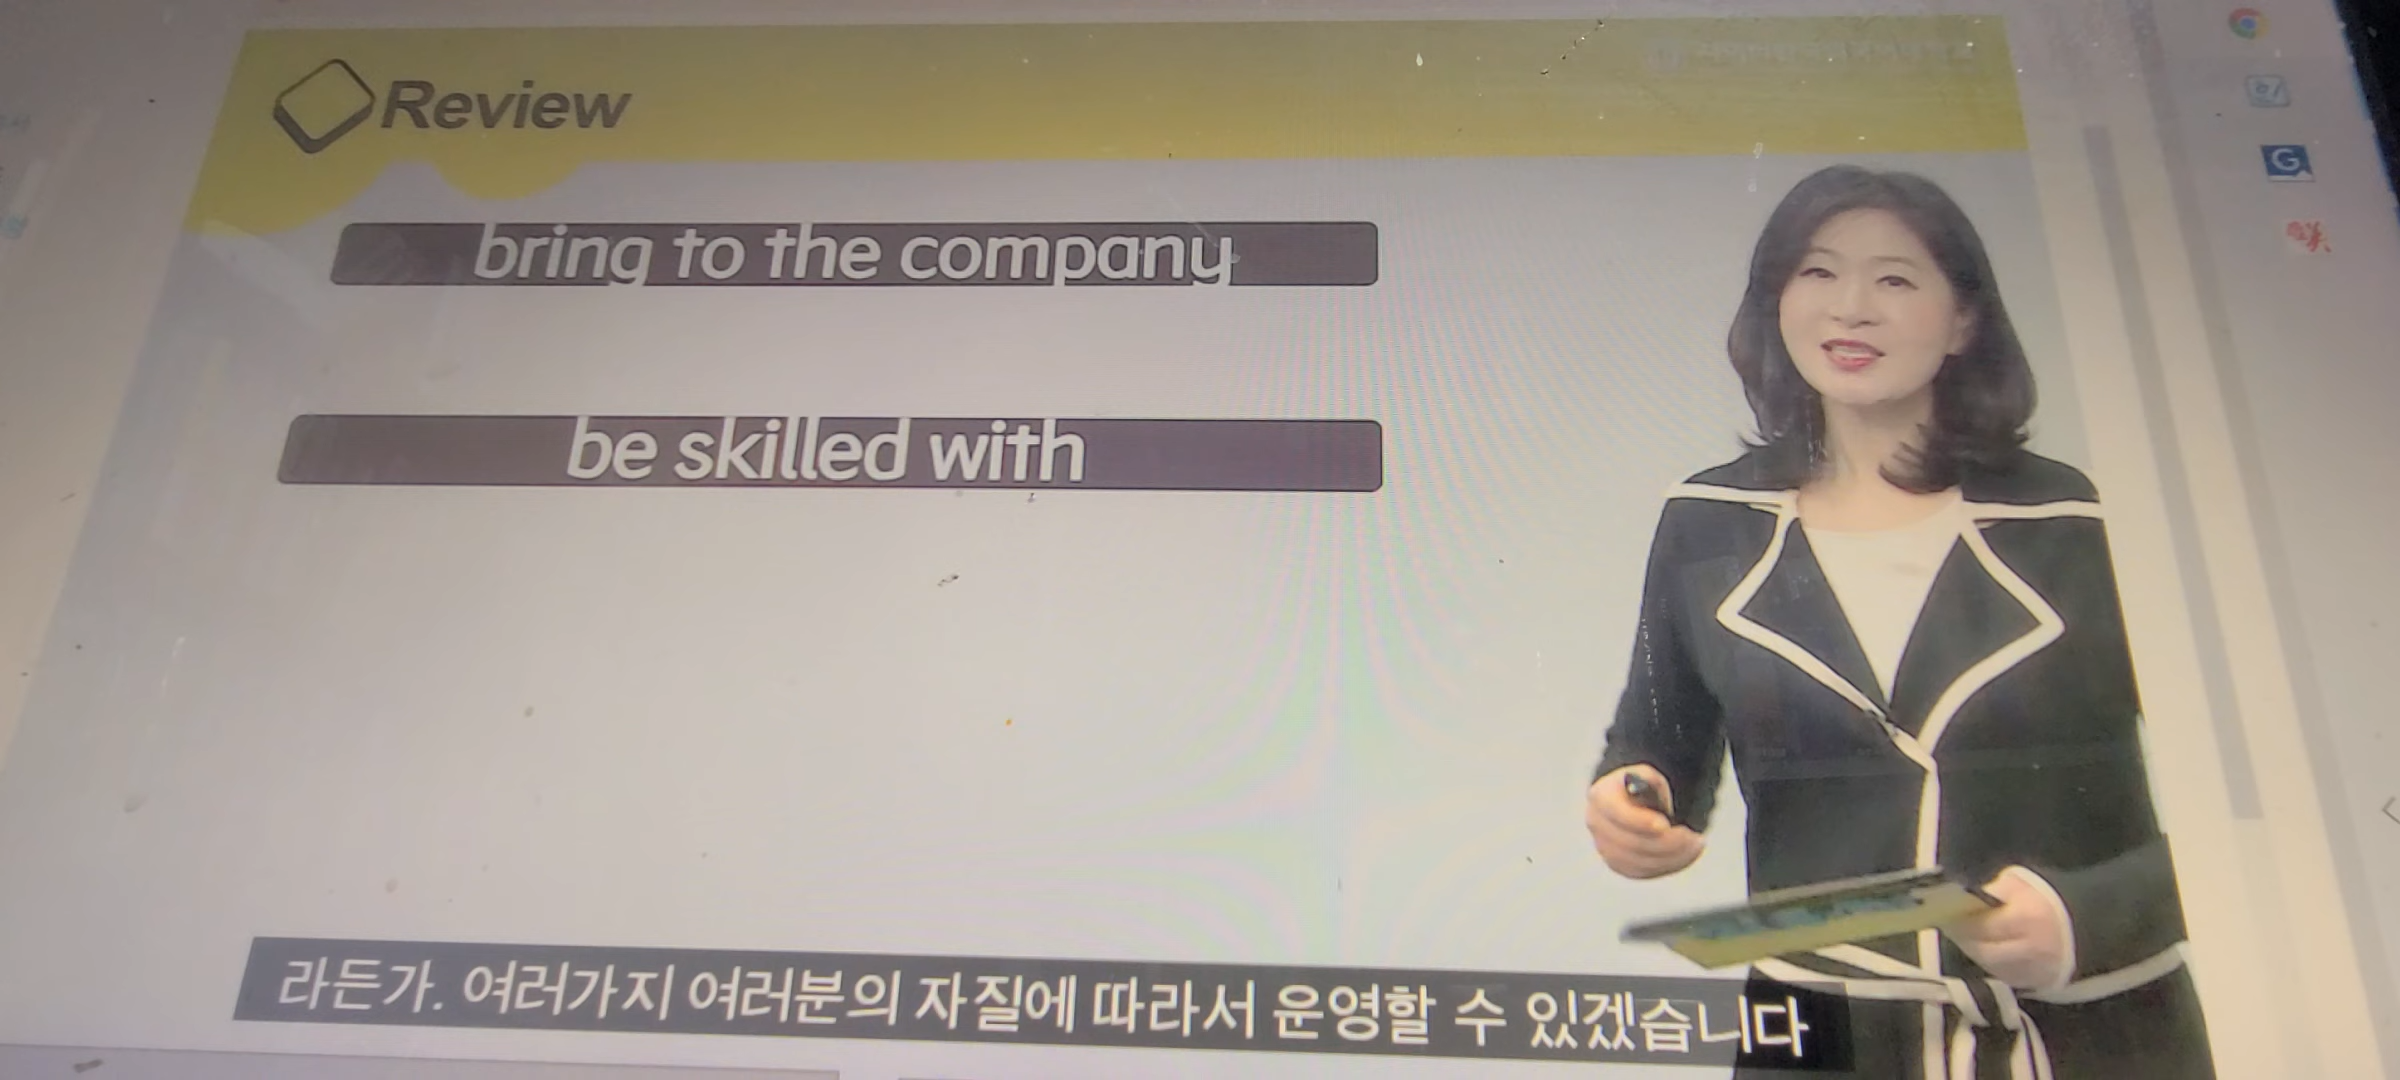 Review
bring to the company
be skilled with
라든가. 여러가지 여러분의 자질에 따라서 운영할 수 있겠습니다